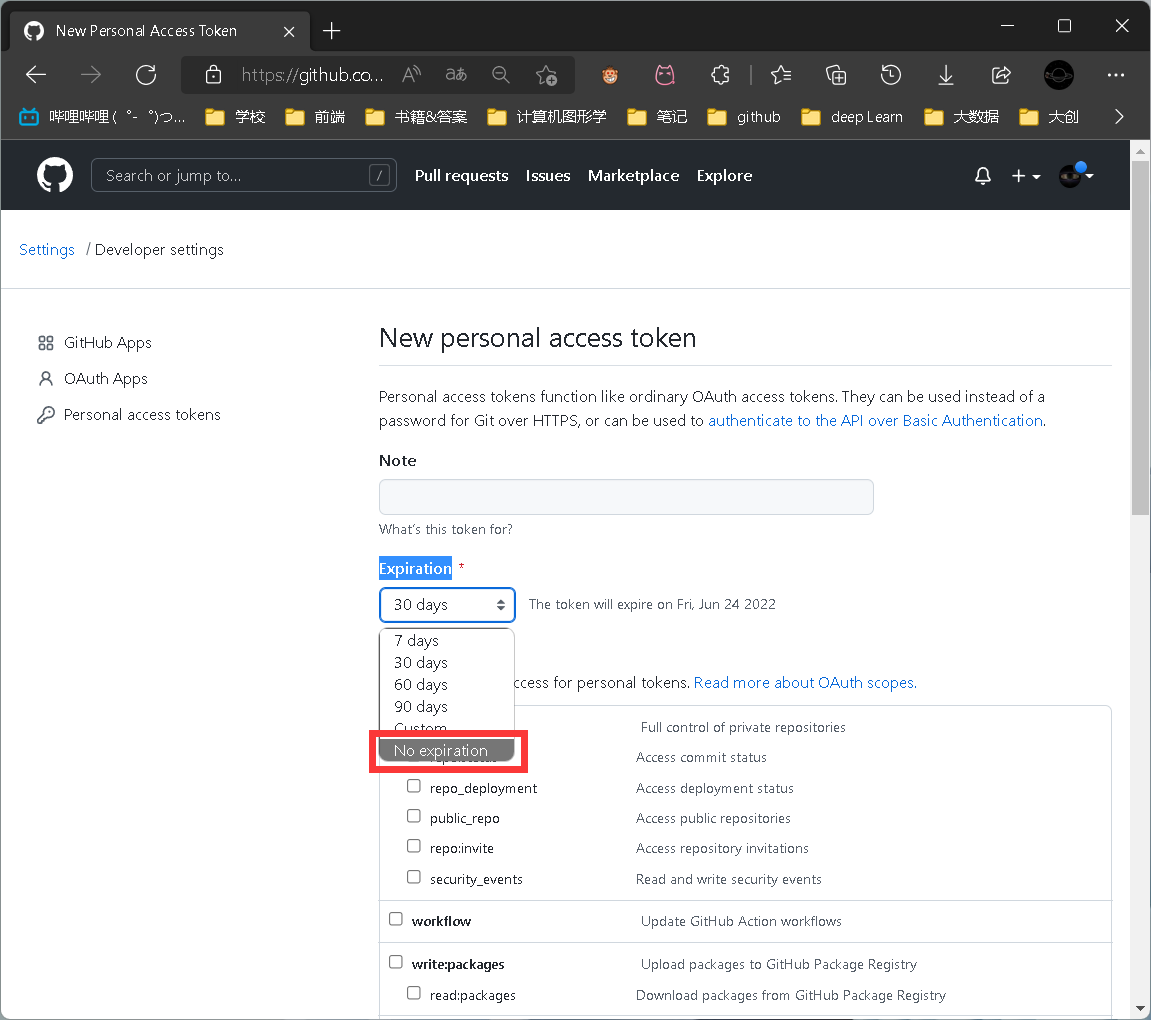 New Personal Access Token
https://github.co...
哔哩哔哩 (゜-゜)つ... 学校 前端 书籍&答案 计算机图形学 笔记 github deep Learn 大数据 大创
Search or jump to... / Pull requests Issues Marketplace Explore
Settings / Developer settings
GitHub Apps
OAuth Apps
Personal access tokens
New personal access token
Personal access tokens function like ordinary OAuth access tokens. They can be used instead of a
password for Git over HTTPS, or can be used to authenticate to the API over Basic Authentication.
Note
What's this token for?
Expiration *
30 days The token will expire on Fri, Jun 24 2022
7 days
30 days
60 days
90 days
Custom
No expiration
ccess for personal tokens. Read more about OAuth scopes.
Full control of private repositories
Access commit status
repo_deployment Access deployment status
public_repo Access public repositories
repo:invite Access repository invitations
security_events Read and write security events
workflow Update GitHub Action workflows
write:packages Upload packages to GitHub Package Registry
read:packages Download packages from GitHub Package Registry